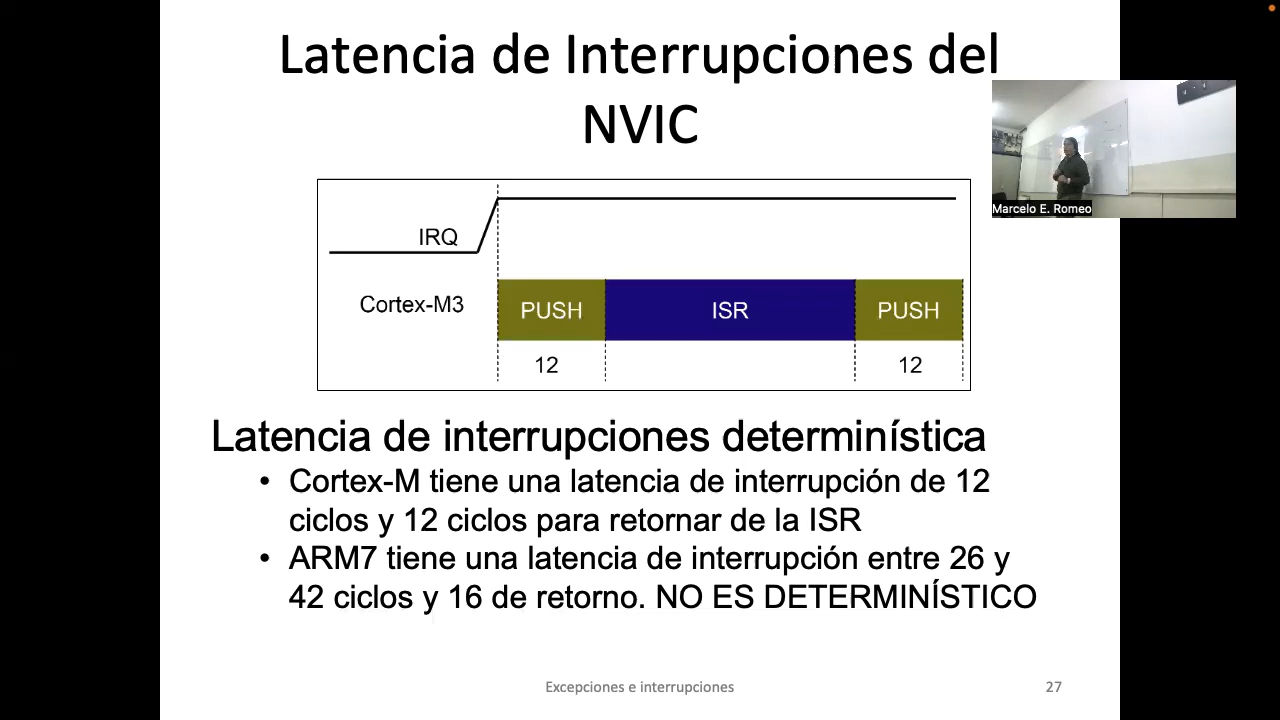 Latencia de Interrupciones del
NVIC
Marcelo E. Romeo
IRQ
Cortex-M3
PUSH
ISR
PUSH
12
12
Latencia de interrupciones determinística
• Cortex-M tiene una latencia de interrupción de 12
ciclos y 12 ciclos para retornar de la ISR
• ARM7 tiene una latencia de interrupción entre 26 y
42 ciclos y 16 de retorno. NO ES DETERMINÍSTICO
Excepciones e interrupciones
27